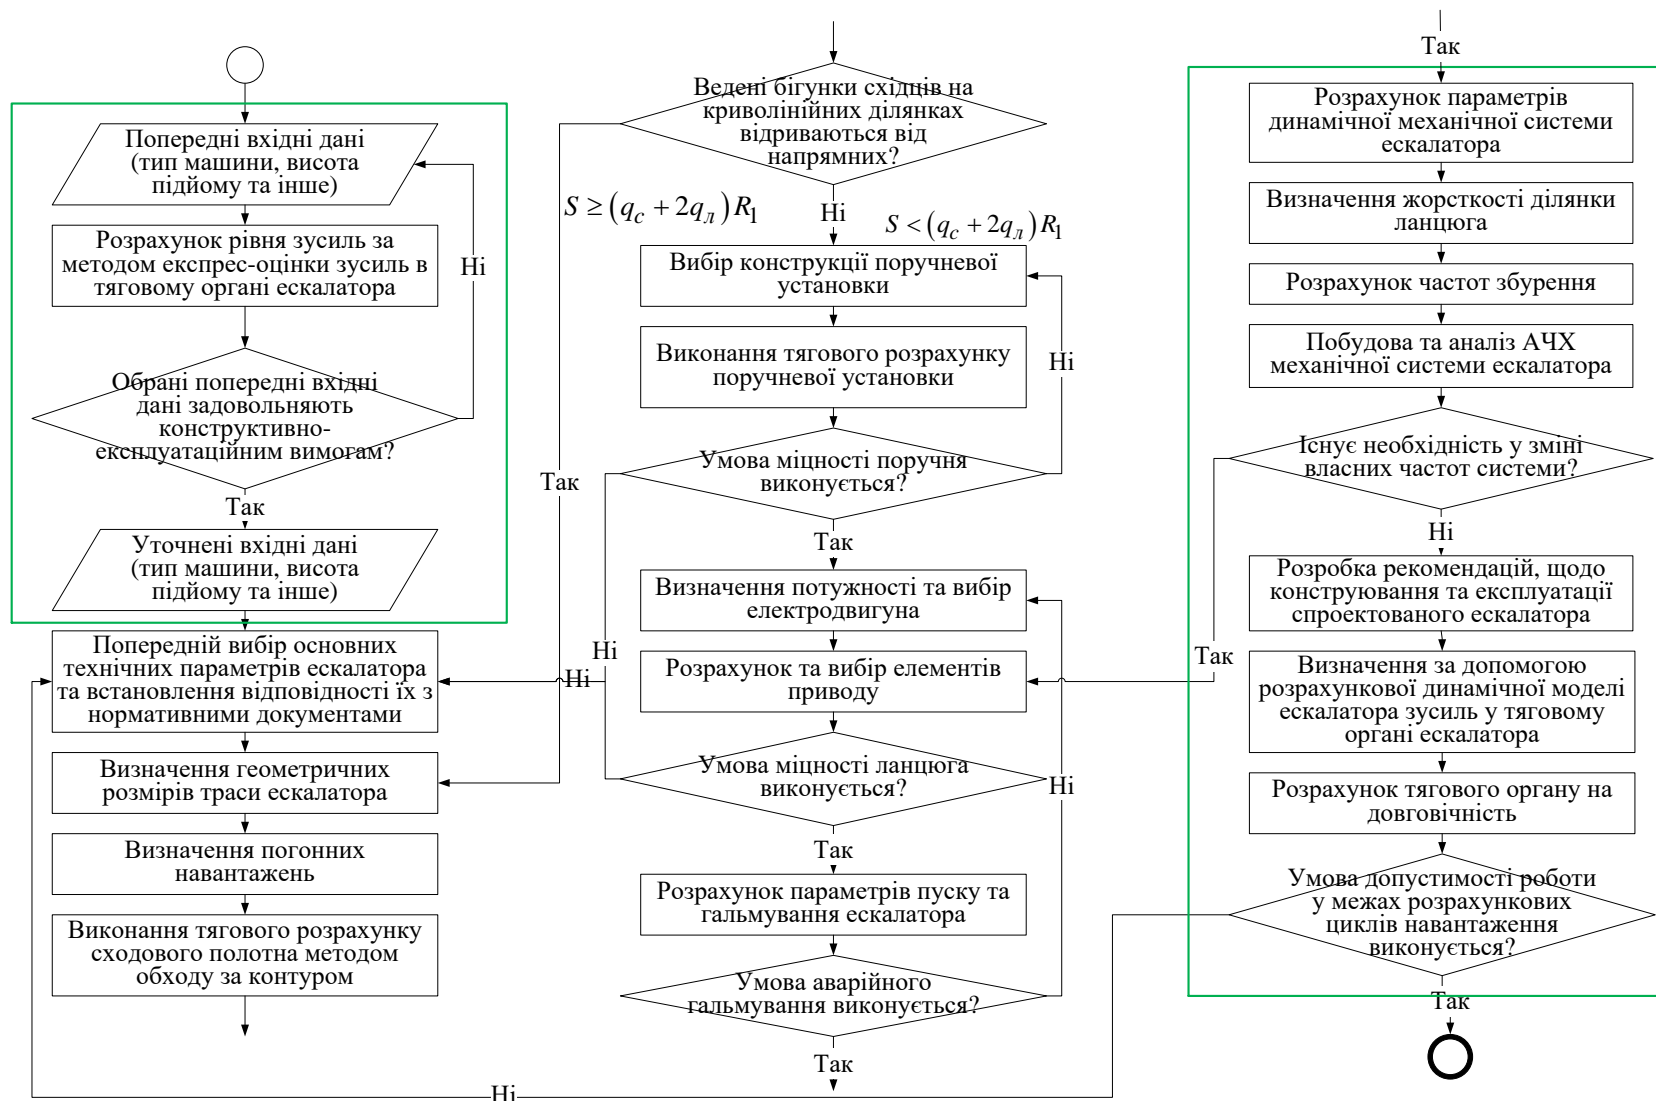 Попередні вхідні дані
(тип машини, висота
підйому та інше)
Розрахунок рівня зусиль за
методом експрес-оцінки зусиль в
тяговому органі ескалатора
Ні
Обрані попередні вхідні
дані задовольняють
конструктивно-
експлуатаційним вимогам?
Так
Уточнені вхідні дані
(тип машини, висота
підйому та інше)
Попередній вибір основних
технічних параметрів ескалатора
та встановлення відповідності їх з
нормативними документами
Визначення геометричних
розмірів траси ескалатора
Визначення погонних
навантажень
Виконання тягового розрахунку
сходового полотна методом
обходу за контуром
Ведені бігунки східців на
криволінійних ділянках
відриваються від
напрямних?
S ≥ (q_c + 2q_л) R_1
Ні
S < (q_c + 2q_л) R_1
Вибір конструкції поручневої
установки
Виконання тягового розрахунку
поручневої установки
Ні
Умова міцності поручня
виконується?
Так
Так
Визначення потужності та вибір
електродвигуна
Ні
Розрахунок та вибір елементів
приводу
Ні
Умова міцності ланцюга
виконується?
Ні
Так
Розрахунок параметрів пуску та
гальмування ескалатора
Умова аварійного
гальмування виконується?
Так
Ні
Так
Розрахунок параметрів
динамічної механічної системи
ескалатора
Визначення жорсткості ділянки
ланцюга
Розрахунок частот збурення
Побудова та аналіз АЧХ
механічної системи ескалатора
Існує необхідність у зміні
власних частот системи?
Ні
Розробка рекомендацій, щодо
конструювання та експлуатації
спроектованого ескалатора
Так
Визначення за допомогою
розрахункової динамічної моделі
ескалатора зусиль у тяговому
органі ескалатора
Розрахунок тягового органу на
довговічність
Умова допустимості роботи
у межах розрахункових
циклів навантаження
виконується?
Так